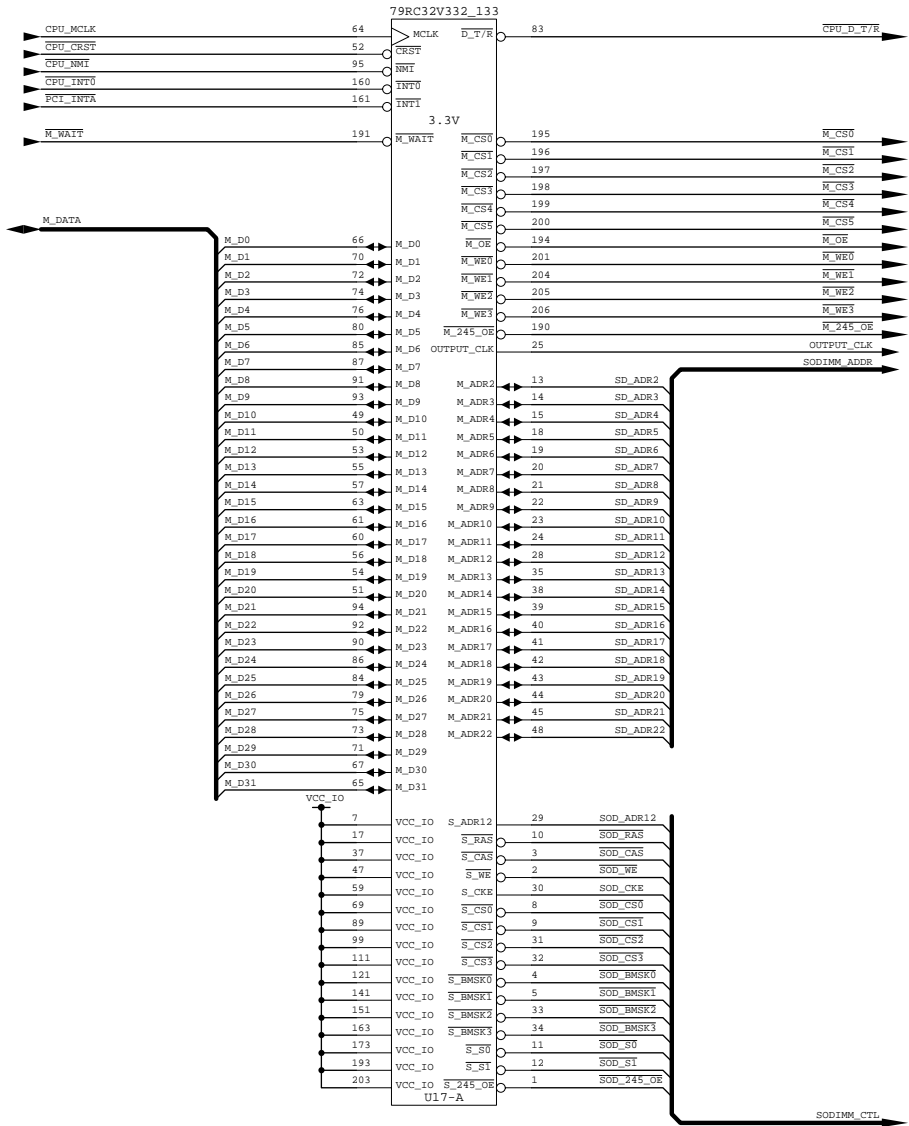 79RC32V332_133
CPU_MCLK 64 MCLK D_T/R 83 CPU_D_T/R
CPU_CRST 52 CRST
CPU_NMI 95 NMI
CPU_INT0 160 INT0
PCI_INTA 161 INT1
3.3V
M_WAIT 191 M_WAIT M_CS0 195 M_CS0
M_CS1 196 M_CS1
M_CS2 197 M_CS2
M_CS3 198 M_CS3
M_CS4 199 M_CS4
M_CS5 200 M_CS5
M_DATA
M_D0 66 M_D0 M_OE 194 M_OE
M_D1 70 M_D1 M_WE0 201 M_WE0
M_D2 72 M_D2 M_WE1 204 M_WE1
M_D3 74 M_D3 M_WE2 205 M_WE2
M_D4 76 M_D4 M_WE3 206 M_WE3
M_D5 80 M_D5 M_245_OE 190 M_245_OE
M_D6 85 M_D6 OUTPUT_CLK 25 OUTPUT_CLK
M_D7 87 M_D7 SODIMM_ADDR
M_D8 91 M_D8 M_ADR2 13 SD_ADR2
M_D9 93 M_D9 M_ADR3 14 SD_ADR3
M_D10 49 M_D10 M_ADR4 15 SD_ADR4
M_D11 50 M_D11 M_ADR5 18 SD_ADR5
M_D12 53 M_D12 M_ADR6 19 SD_ADR6
M_D13 55 M_D13 M_ADR7 20 SD_ADR7
M_D14 57 M_D14 M_ADR8 21 SD_ADR8
M_D15 63 M_D15 M_ADR9 22 SD_ADR9
M_D16 61 M_D16 M_ADR10 23 SD_ADR10
M_D17 60 M_D17 M_ADR11 24 SD_ADR11
M_D18 56 M_D18 M_ADR12 28 SD_ADR12
M_D19 54 M_D19 M_ADR13 35 SD_ADR13
M_D20 51 M_D20 M_ADR14 38 SD_ADR14
M_D21 94 M_D21 M_ADR15 39 SD_ADR15
M_D22 92 M_D22 M_ADR16 40 SD_ADR16
M_D23 90 M_D23 M_ADR17 41 SD_ADR17
M_D24 86 M_D24 M_ADR18 42 SD_ADR18
M_D25 84 M_D25 M_ADR19 43 SD_ADR19
M_D26 79 M_D26 M_ADR20 44 SD_ADR20
M_D27 75 M_D27 M_ADR21 45 SD_ADR21
M_D28 73 M_D28 M_ADR22 48 SD_ADR22
M_D29 71 M_D29
M_D30 67 M_D30
M_D31 65 M_D31
VCC_IO
7 VCC_IO S_ADR12 29 SOD_ADR12
17 VCC_IO S_RAS 10 SOD_RAS
37 VCC_IO S_CAS 3 SOD_CAS
47 VCC_IO S_WE 2 SOD_WE
59 VCC_IO S_CKE 30 SOD_CKE
69 VCC_IO S_CS0 8 SOD_CS0
89 VCC_IO S_CS1 9 SOD_CS1
99 VCC_IO S_CS2 31 SOD_CS2
111 VCC_IO S_CS3 32 SOD_CS3
121 VCC_IO S_BMSK0 4 SOD_BMSK0
141 VCC_IO S_BMSK1 5 SOD_BMSK1
151 VCC_IO S_BMSK2 33 SOD_BMSK2
163 VCC_IO S_BMSK3 34 SOD_BMSK3
173 VCC_IO S_S0 11 SOD_S0
193 VCC_IO S_S1 12 SOD_S1
203 VCC_IO S_245_OE 1 SOD_245_OE
U17-A
SODIMM_CTL